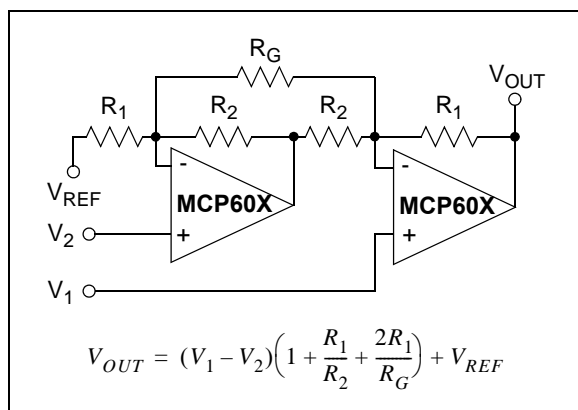 R_G
V_OUT
R_1 R_2 R_2 R_1
V_REF
- -
MCP60X MCP60X
V_2 + +
V_1
V_OUT = (V_1 – V_2)(1 + R_1/R_2 + 2R_1/R_G) + V_REF